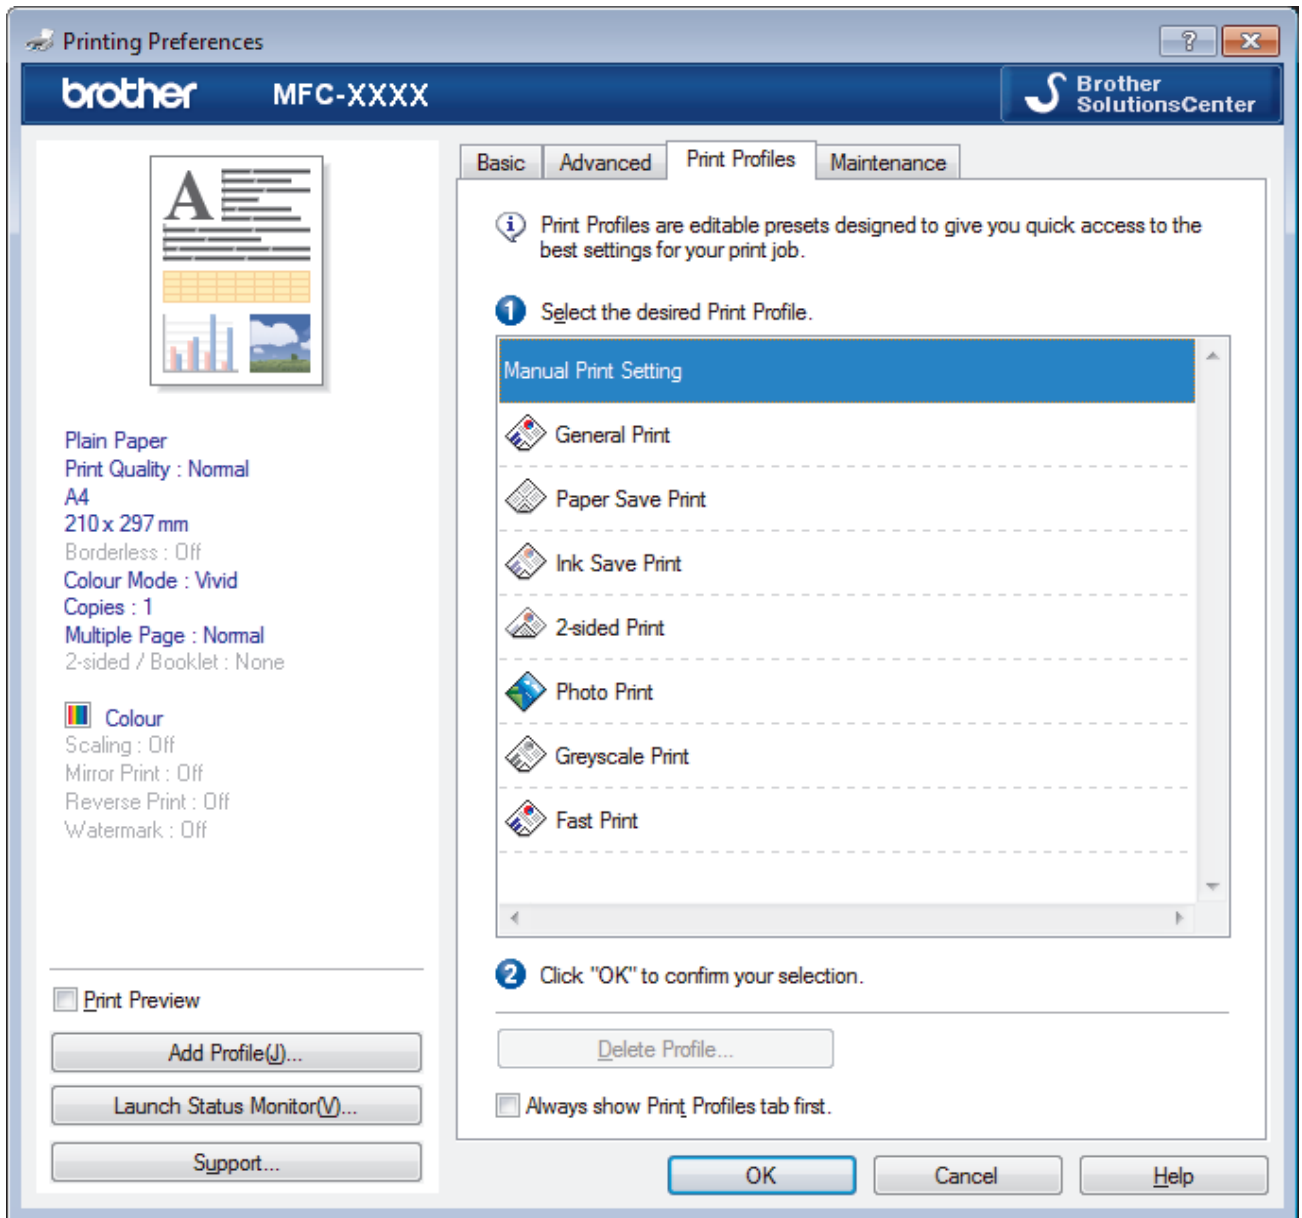 Printing Preferences
brother MFC-XXXX
Brother
SolutionsCenter
A
Plain Paper
Print Quality : Normal
A4
210 x 297 mm
Borderless : Off
Colour Mode : Vivid
Copies : 1
Multiple Page : Normal
2-sided / Booklet : None
Colour
Scaling : Off
Mirror Print : Off
Reverse Print : Off
Watermark : Off
Print Preview
Add Profile(J)...
Launch Status Monitor(V)...
Support...
Basic Advanced Print Profiles Maintenance
Print Profiles are editable presets designed to give you quick access to the
best settings for your print job.
1 Select the desired Print Profile.
Manual Print Setting
General Print
Paper Save Print
Ink Save Print
2-sided Print
Photo Print
Greyscale Print
Fast Print
2 Click "OK" to confirm your selection.
Delete Profile...
Always show Print Profiles tab first.
OK Cancel Help